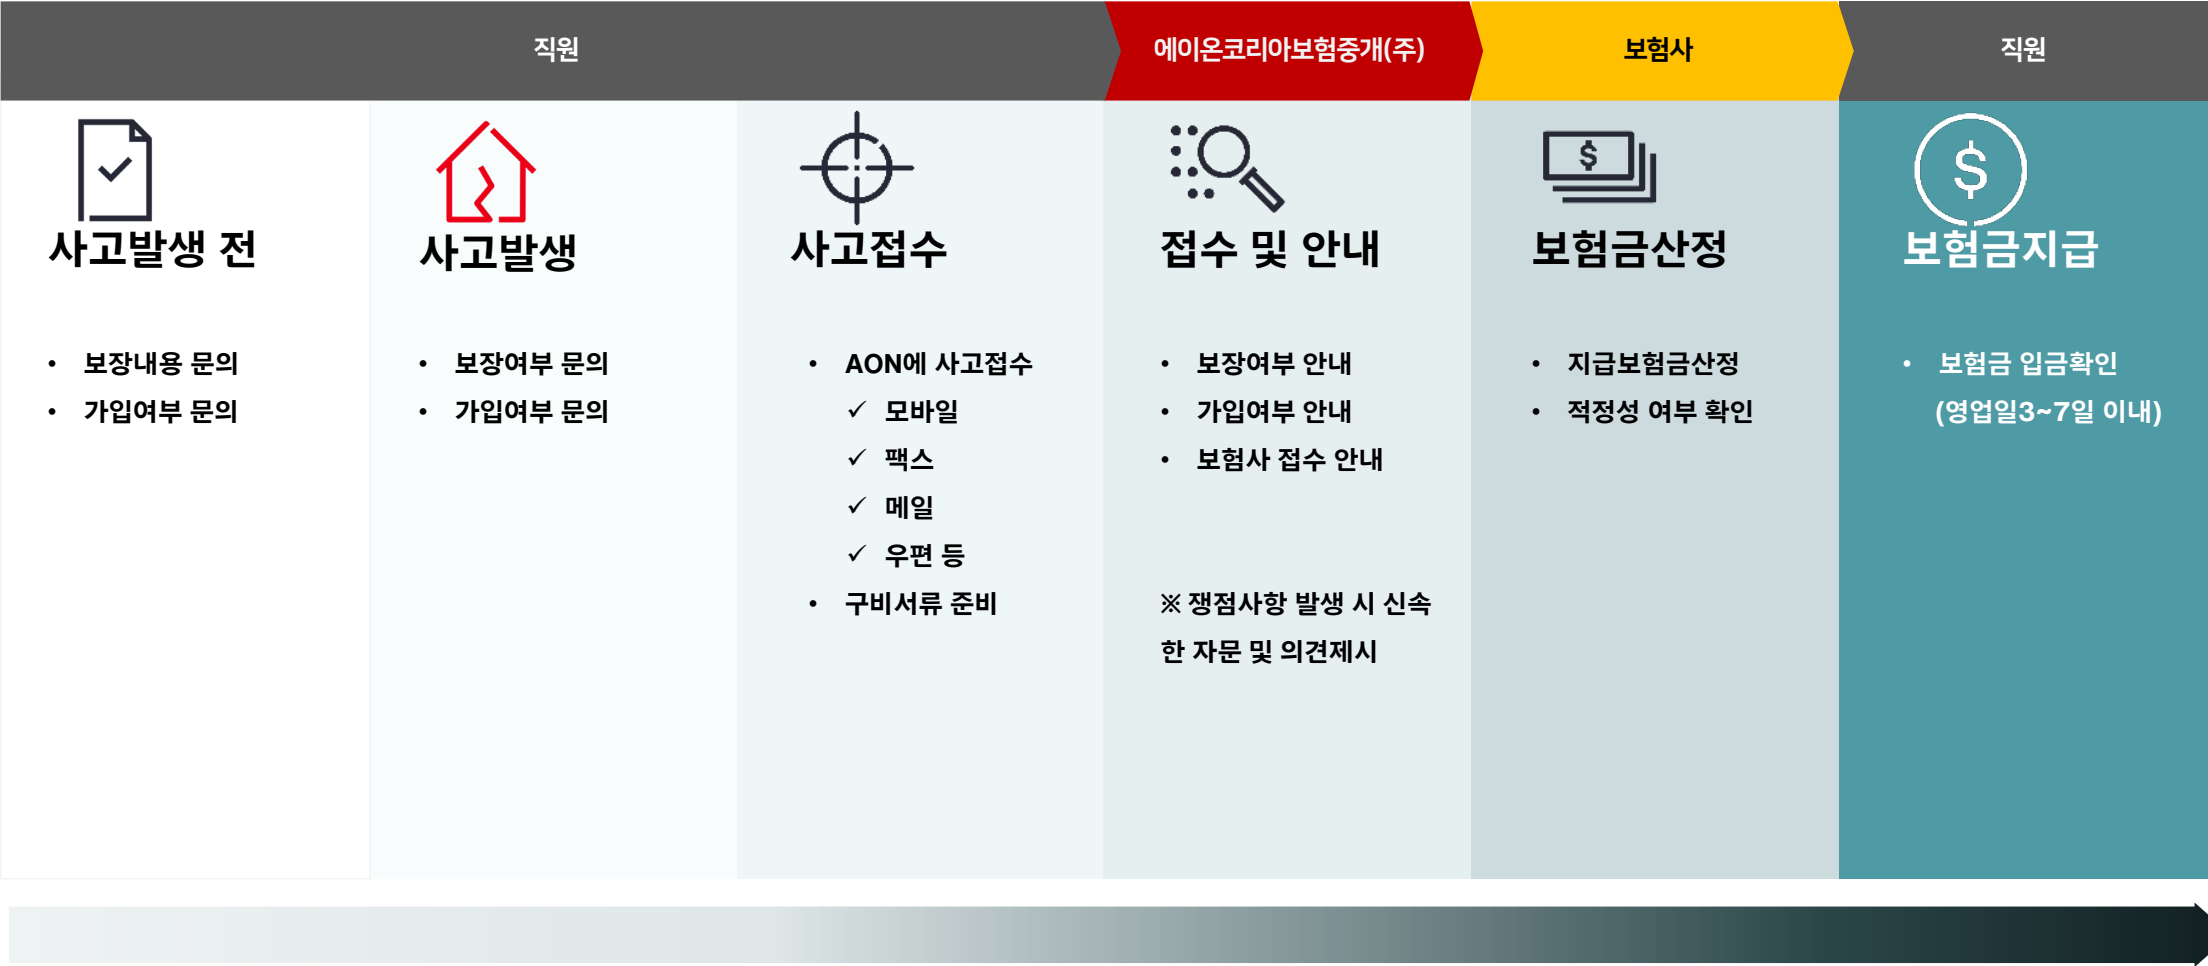 직원
에이온코리아보험중개(주)
보험사
직원
사고발생 전
• 보장내용 문의
• 가입여부 문의
사고발생
• 보장여부 문의
• 가입여부 문의
사고접수
• AON에 사고접수
✓ 모바일
✓ 팩스
✓ 메일
✓ 우편 등
• 구비서류 준비
접수 및 안내
• 보장여부 안내
• 가입여부 안내
• 보험사 접수 안내
※ 쟁점사항 발생 시 신속
한 자문 및 의견제시
$
보험금산정
• 지급보험금산정
• 적정성 여부 확인
$
보험금지급
• 보험금 입금확인
(영업일3~7일 이내)